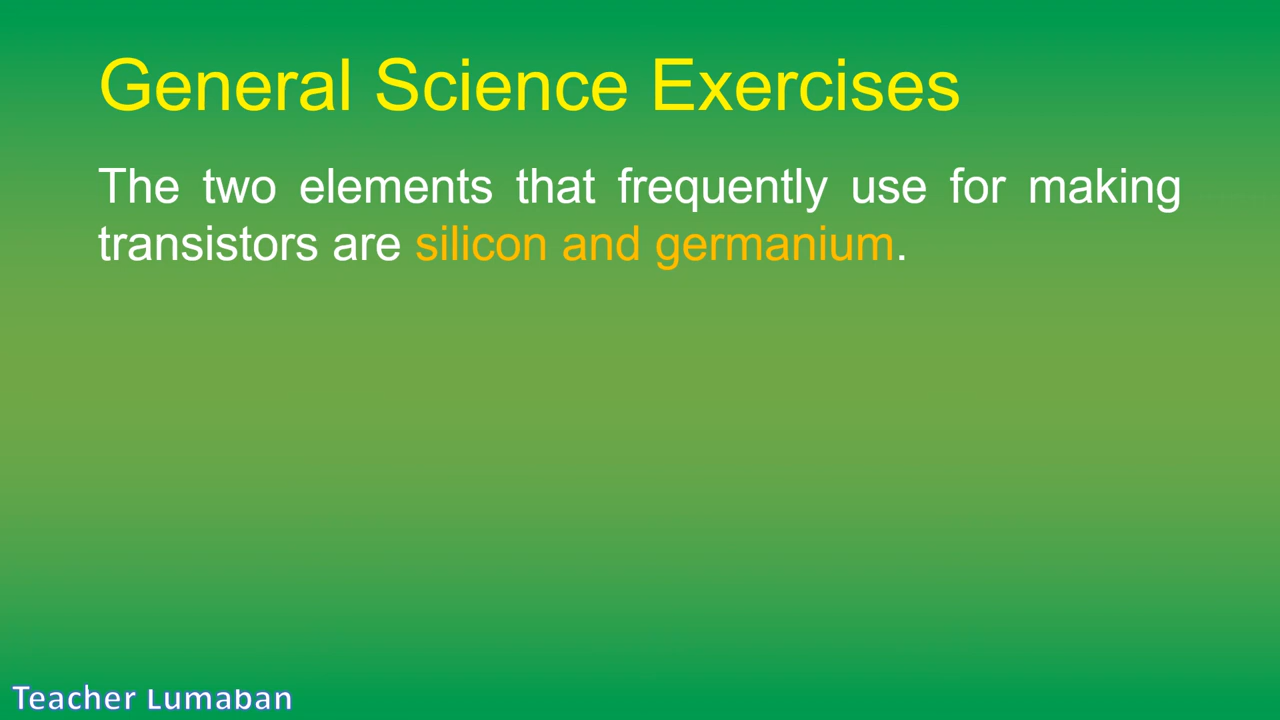 General Science Exercises
The two elements that frequently use for making
transistors are silicon and germanium.
Teacher Lumaban